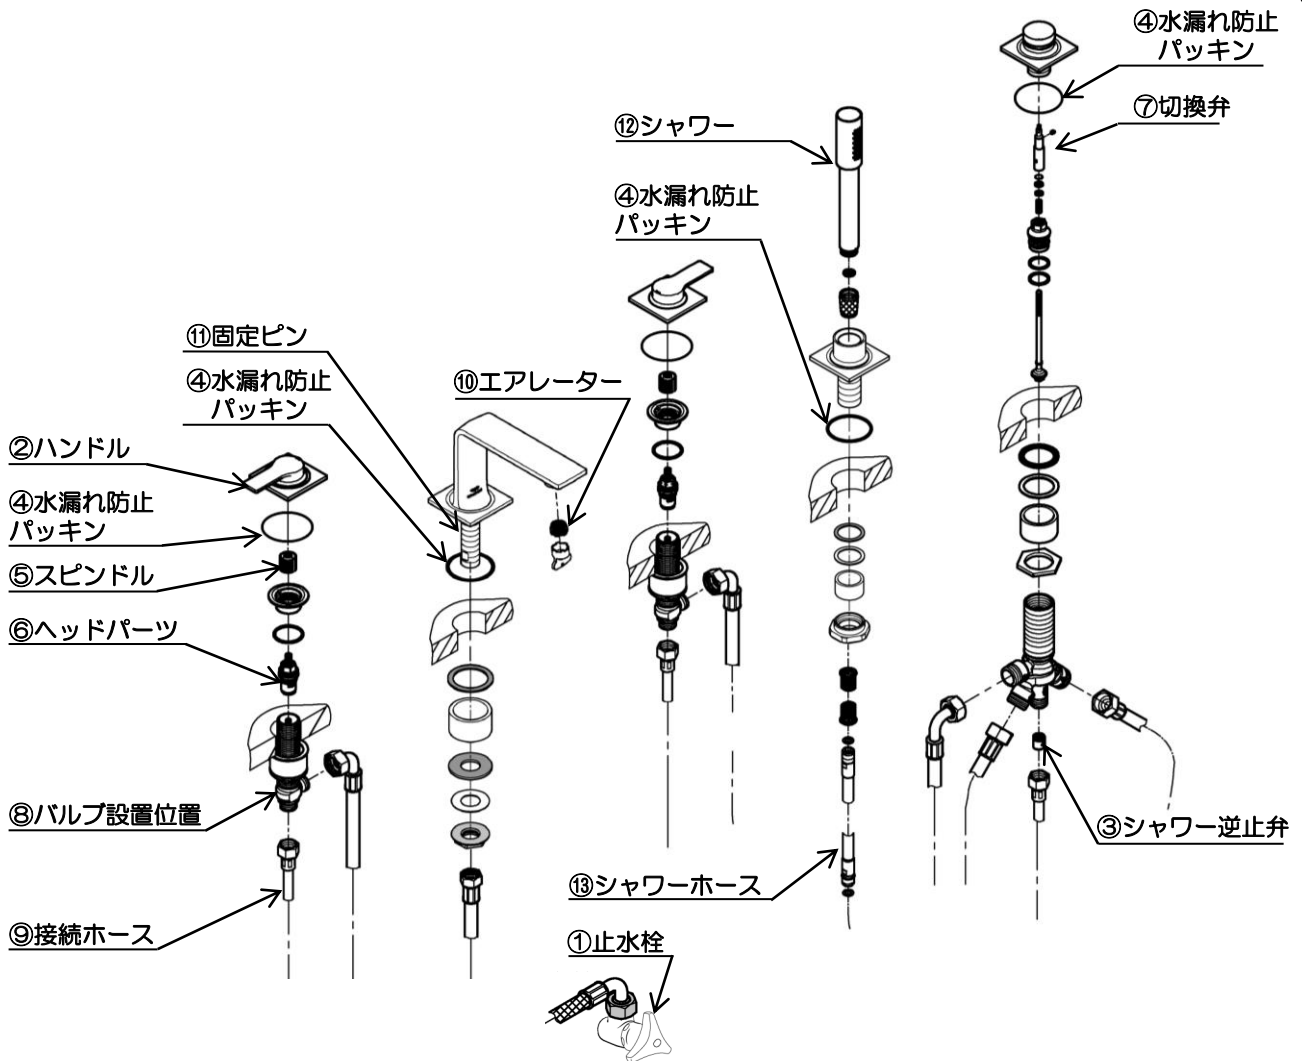 ④水漏れ防止
パッキン
⑦切換弁
⑫シャワー
④水漏れ防止
パッキン
⑪固定ピン
④水漏れ防止
パッキン
⑩エアレーター
②ハンドル
④水漏れ防止
パッキン
⑤スピンドル
⑥ヘッドパーツ
⑧バルブ設置位置
③シャワー逆止弁
⑬シャワーホース
⑨接続ホース
①止水栓